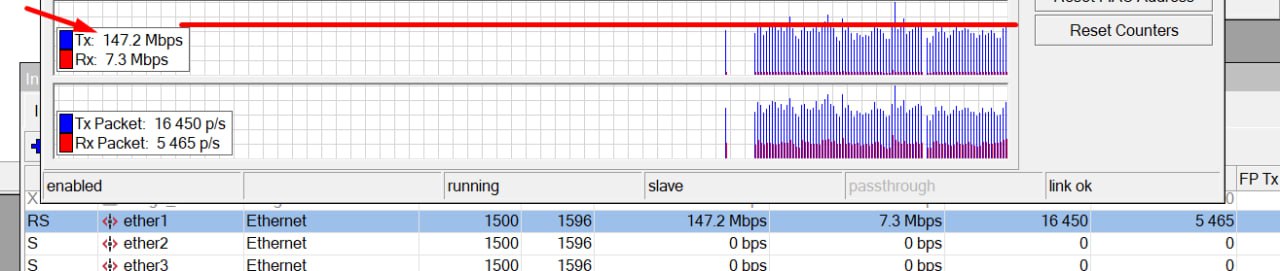 Reset MAC Address
Reset Counters
Tx: 147.2 Mbps
Rx: 7.3 Mbps
Tx Packet: 16 450 p/s
Rx Packet: 5 465 p/s
enabled running slave passthrough link ok
FP Tx
X 0
RS ether1 Ethernet 1500 1596 147.2 Mbps 7.3 Mbps 16 450 5 465
S ether2 Ethernet 1500 1596 0 bps 0 bps 0 0
S ether3 Ethernet 1500 1596 0 bps 0 bps 0 0